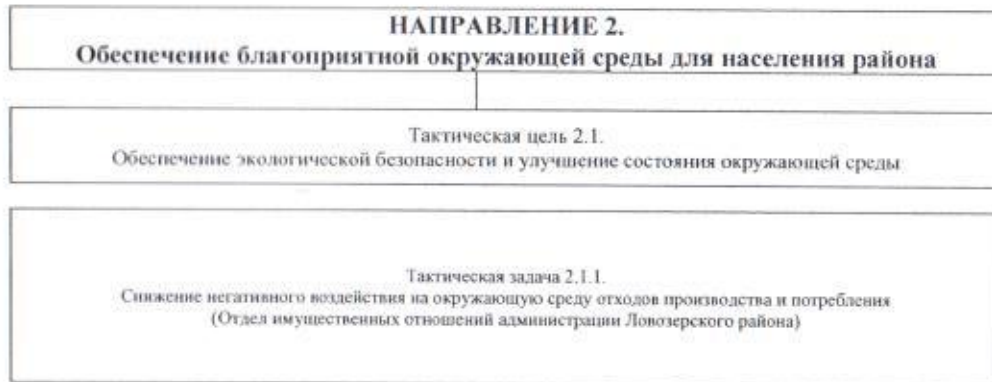 НАПРАВЛЕНИЕ 2.
Обеспечение благоприятной окружающей среды для населения района
Тактическая цель 2.1.
Обеспечение экологической безопасности и улучшение состояния окружающей среды
Тактическая задача 2.1.1.
Снижение негативного воздействия на окружающую среду отходов производства и потребления
(Отдел имущественных отношений администрации Ловозерского района)